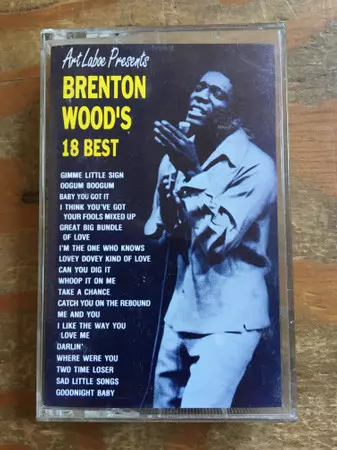 Art Laboe Presents
BRENTON
WOOD'S
18 BEST
GIMME LITTLE SIGN
OOGUM BOOGUM
BABY YOU GOT IT
I THINK YOU'VE GOT
YOUR FOOLS MIXED UP
GREAT BIG BUNDLE
OF LOVE
I'M THE ONE WHO KNOWS
LOVEY DOVEY KIND OF LOVE
CAN YOU DIG IT
WHOOP IT ON ME
TAKE A CHANCE
CATCH YOU ON THE REBOUND
ME AND YOU
I LIKE THE WAY YOU
LOVE ME
DARLIN'
WHERE WERE YOU
TWO TIME LOSER
SAD LITTLE SONGS
GOODNIGHT BABY